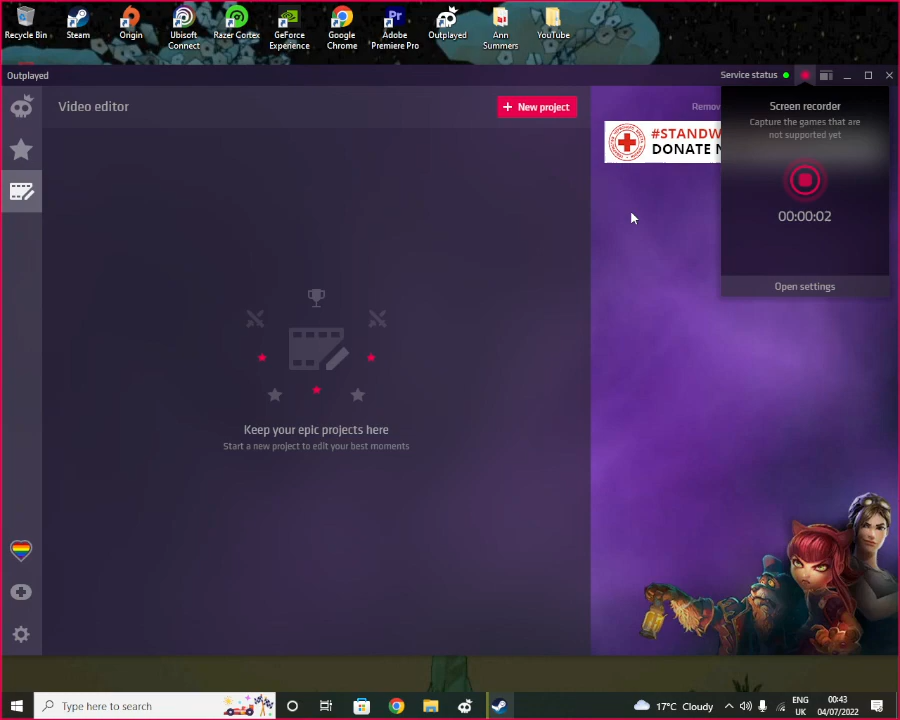 Recycle Bin
Steam
Origin
Ubisoft
Connect
Razer Cortex
GeForce
Experience
Google
Chrome
Adobe
Premiere Pro
Outplayed
Ann
Summers
YouTube
Outplayed
Service status
Video editor
+ New project
Remov
#STANDW
DONATE N
Screen recorder
Capture the games that are
not supported yet
00:00:02
Open settings
Keep your epic projects here
Start a new project to edit your best moments
Type here to search
17°C Cloudy
ENG
UK
00:43
04/07/2022